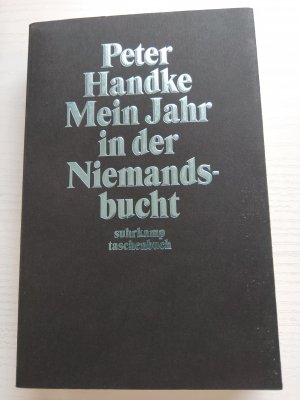 Peter
Handke
Mein Jahr
in der
Niemands-
bucht
suhrkamp
taschenbuch